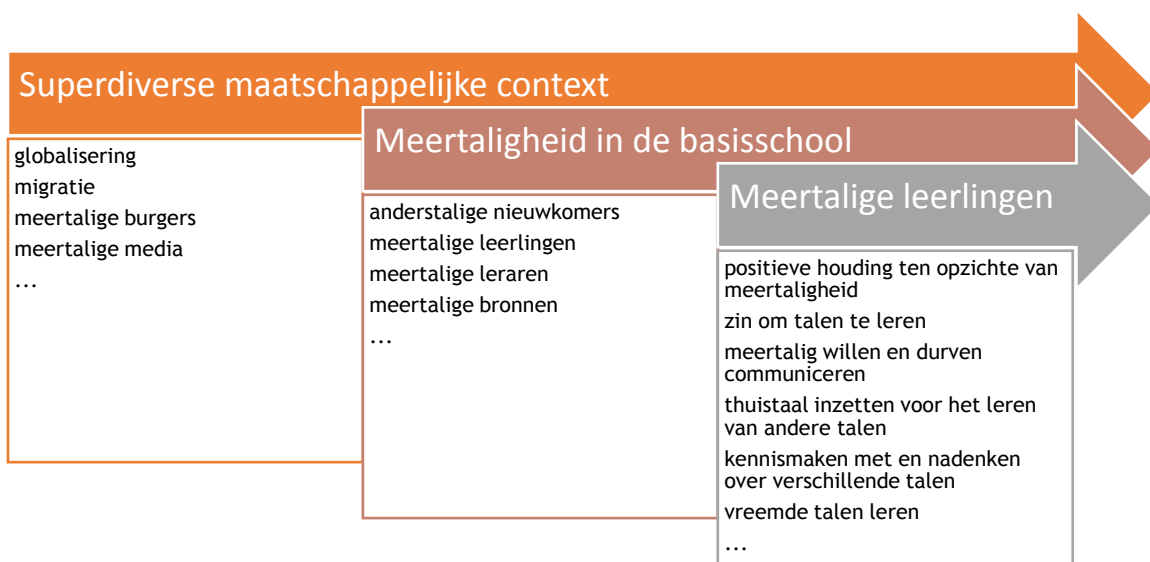 Superdiverse maatschappelijke context
globalisering
migratie
meertalige burgers
meertalige media
...
Meertaligheid in de basisschool
anderstalige nieuwkomers
meertalige leerlingen
meertalige leraren
meertalige bronnen
...
Meertalige leerlingen
positieve houding ten opzichte van
meertaligheid
zin om talen te leren
meertalig willen en durven
communiceren
thuistaal inzetten voor het leren
van andere talen
kennismaken met en nadenken
over verschillende talen
vreemde talen leren
...